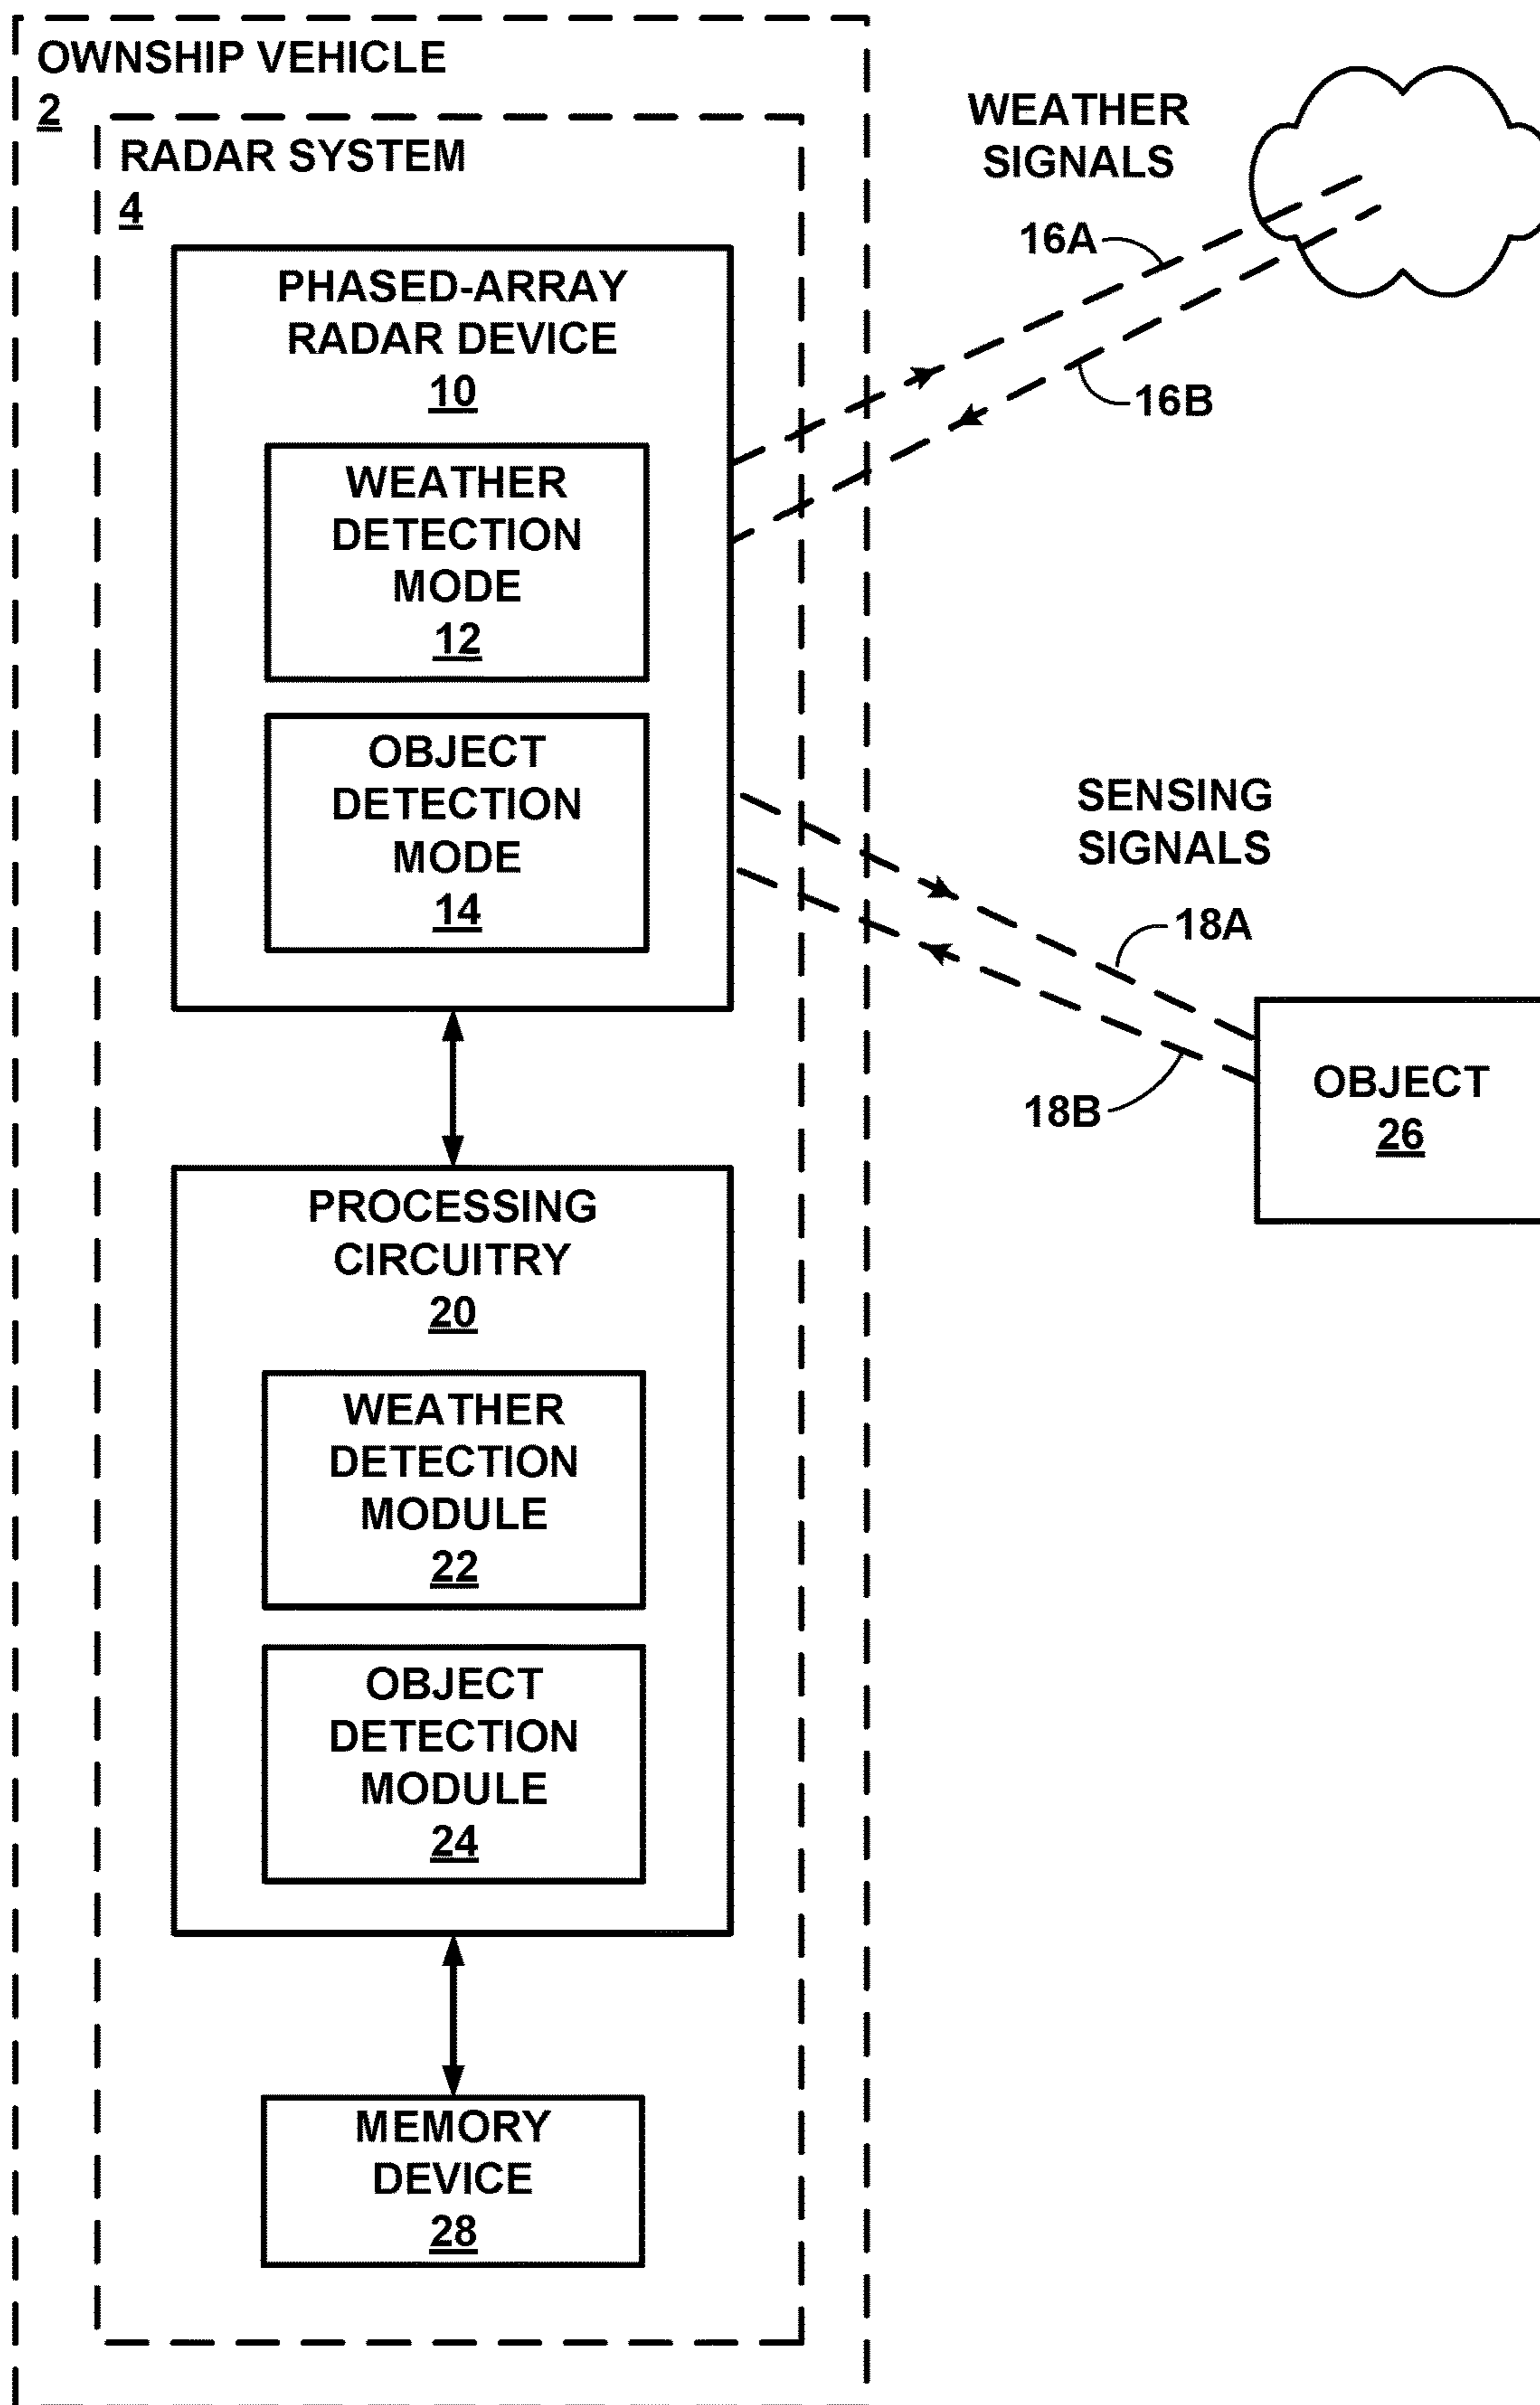 OWNSHIP VEHICLE
2
RADAR SYSTEM
4
PHASED-ARRAY
RADAR DEVICE
10
WEATHER
DETECTION
MODE
12
OBJECT
DETECTION
MODE
14
WEATHER
SIGNALS
16A
16B
SENSING
SIGNALS
18A
18B
OBJECT
26
PROCESSING
CIRCUITRY
20
WEATHER
DETECTION
MODULE
22
OBJECT
DETECTION
MODULE
24
MEMORY
DEVICE
28